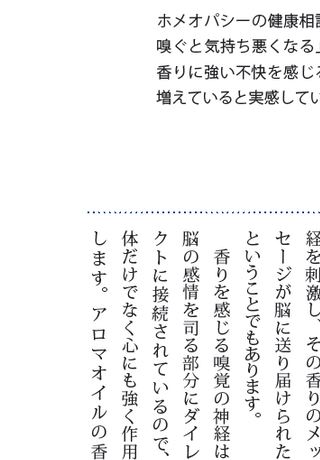 ホメオパシーの健康相談
嗅ぐと気持ち悪くなる」
香りに強い不快を感じる
増えていると実感してい
経を刺激し、その香りのメッ
セージが脳に送り届けられた
ということでもあります。
香りを感じる嗅覚の神経は
脳の感情を司る部分にダイレ
クトに接続されているので、
体だけでなく心にも強く作用
します。アロマオイルの香